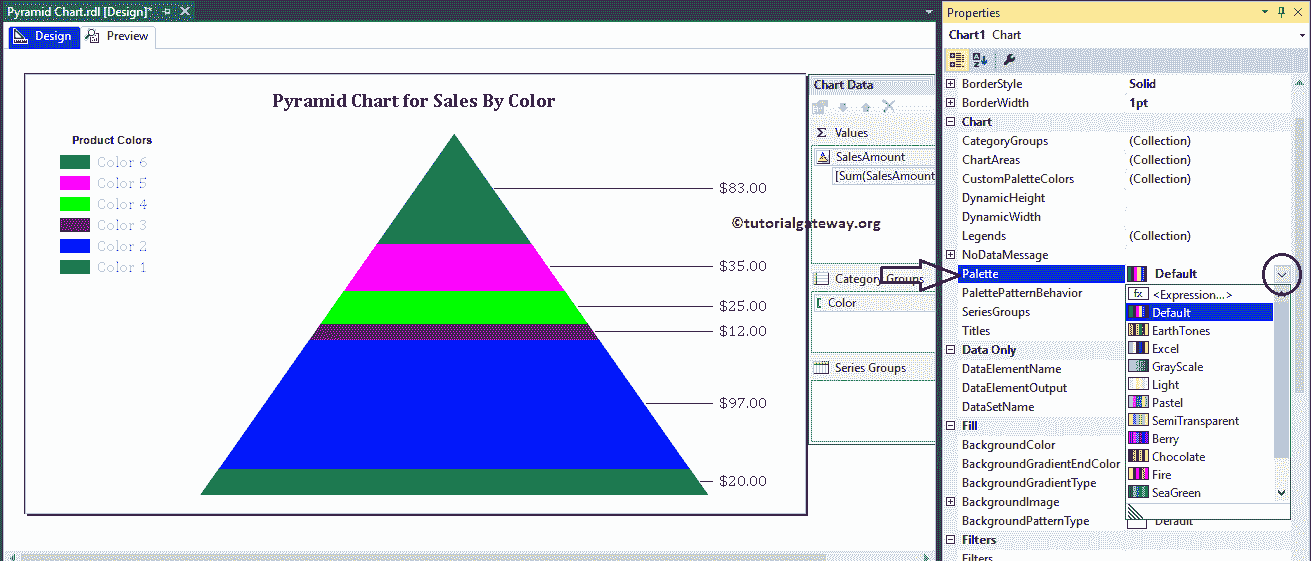 Pyramid Chart.rdl [Design]*
Design
Preview
Pyramid Chart for Sales By Color
Product Colors
Color 6
Color 5
Color 4
Color 3
Color 2
Color 1
$83.00
$35.00
$25.00
$12.00
$97.00
$20.00
©tutorialgateway.org
Chart Data
Σ Values
SalesAmount
[Sum(SalesAmount
Category Groups
Color
Series Groups
Properties
Chart1 Chart
BorderStyle Solid
BorderWidth 1pt
Chart
CategoryGroups (Collection)
ChartAreas (Collection)
CustomPaletteColors (Collection)
DynamicHeight
DynamicWidth
Legends (Collection)
NoDataMessage
Palette Default
PalettePatternBehavior
SeriesGroups
Titles
Data Only
DataElementName
DataElementOutput
DataSetName
Fill
BackgroundColor
BackgroundGradientEndColor
BackgroundGradientType
BackgroundImage
BackgroundPatternType Default
Filters
Filters
fx <Expression...>
Default
EarthTones
Excel
GrayScale
Light
Pastel
SemiTransparent
Berry
Chocolate
Fire
SeaGreen